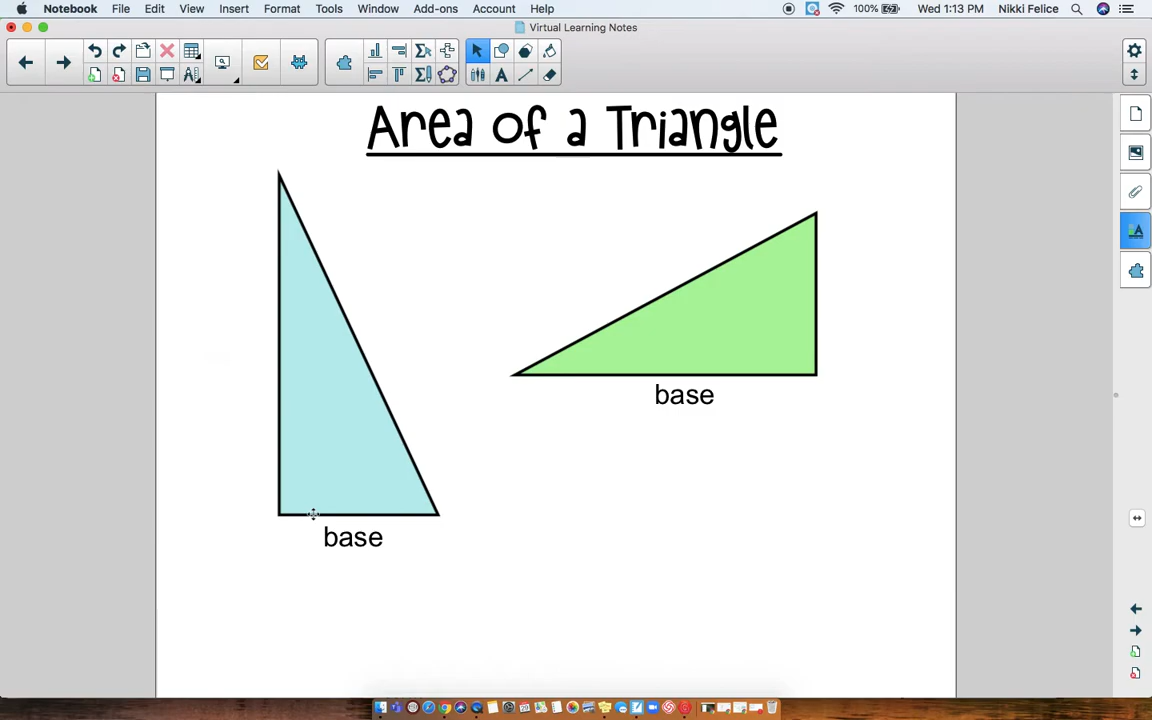 Notebook File Edit View Insert Format Tools Window Add-ons Account Help 100% Wed 1:13 PM Nikki Felice
Virtual Learning Notes
Area of a Triangle
base
base